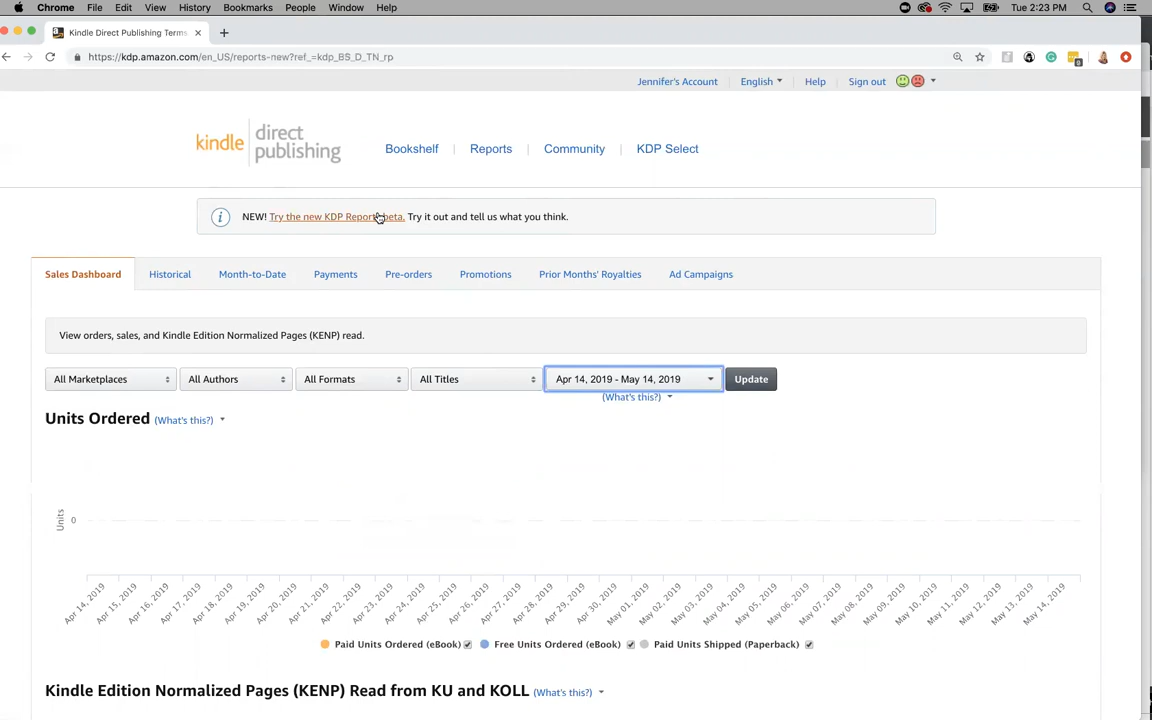 Chrome File Edit View History Bookmarks People Window Help Tue 2:23 PM
Kindle Direct Publishing Terms
https://kdp.amazon.com/en_US/reports-new?ref_=kdp_BS_D_TN_rp
Jennifer's Account English Help Sign out
kindle direct publishing
Bookshelf Reports Community KDP Select
NEW! Try the new KDP Reports beta. Try it out and tell us what you think.
Sales Dashboard Historical Month-to-Date Payments Pre-orders Promotions Prior Months' Royalties Ad Campaigns
View orders, sales, and Kindle Edition Normalized Pages (KENP) read.
All Marketplaces All Authors All Formats All Titles Apr 14, 2019 - May 14, 2019 Update
(What's this?)
Units Ordered (What's this?)
Units
0
Apr 14, 2019 Apr 15, 2019 Apr 16, 2019 Apr 17, 2019 Apr 18, 2019 Apr 19, 2019 Apr 20, 2019 Apr 21, 2019 Apr 22, 2019 Apr 23, 2019 Apr 24, 2019 Apr 25, 2019 Apr 26, 2019 Apr 27, 2019 Apr 28, 2019 Apr 29, 2019 Apr 30, 2019 May 01, 2019 May 02, 2019 May 03, 2019 May 04, 2019 May 05, 2019 May 06, 2019 May 07, 2019 May 08, 2019 May 09, 2019 May 10, 2019 May 11, 2019 May 12, 2019 May 13, 2019 May 14, 2019
Paid Units Ordered (eBook) Free Units Ordered (eBook) Paid Units Shipped (Paperback)
Kindle Edition Normalized Pages (KENP) Read from KU and KOLL (What's this?)